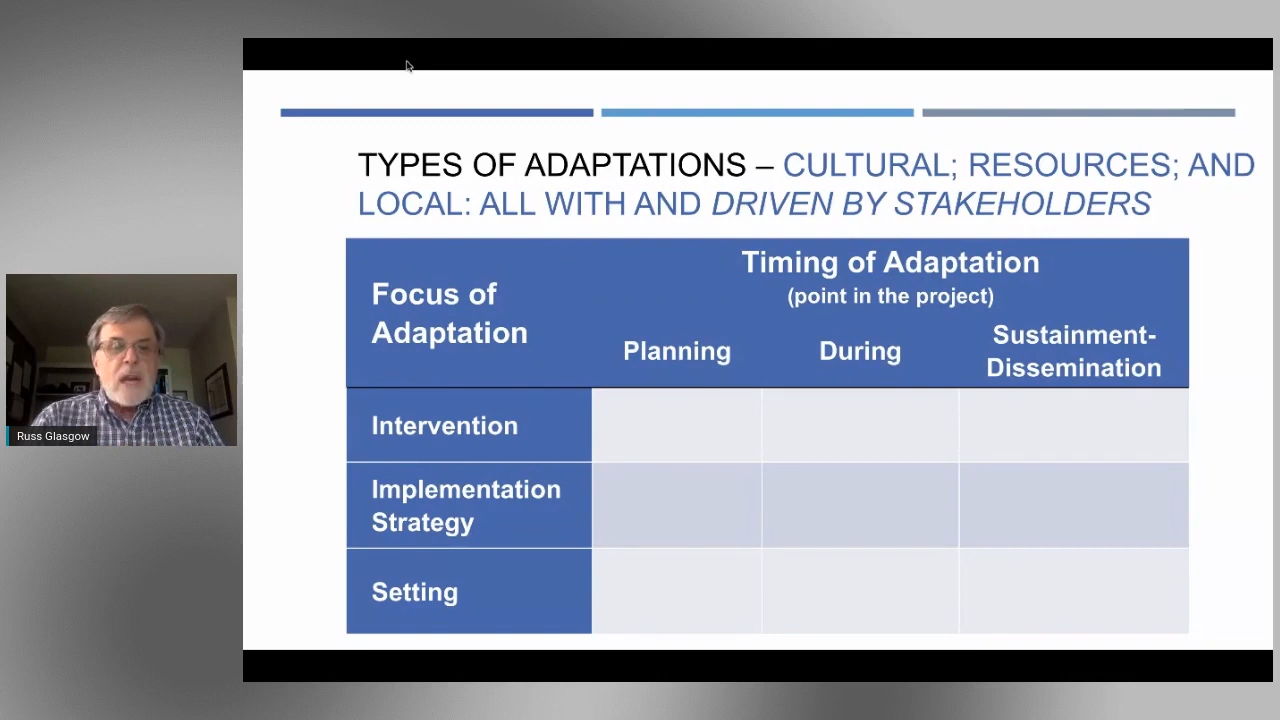 TYPES OF ADAPTATIONS – CULTURAL; RESOURCES; AND
LOCAL: ALL WITH AND DRIVEN BY STAKEHOLDERS
Focus of
Adaptation
Timing of Adaptation
(point in the project)
Planning
During
Sustainment-
Dissemination
Intervention
Implementation
Strategy
Setting
Russ Glasgow